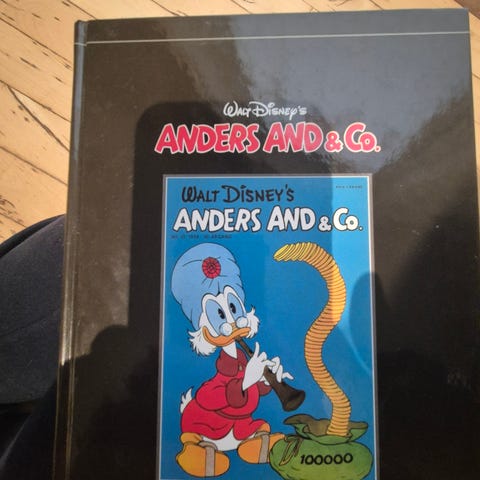 WALT DISNEY'S
ANDERS AND & Co.
WALT DISNEY'S
ANDERS AND & Co.
100000